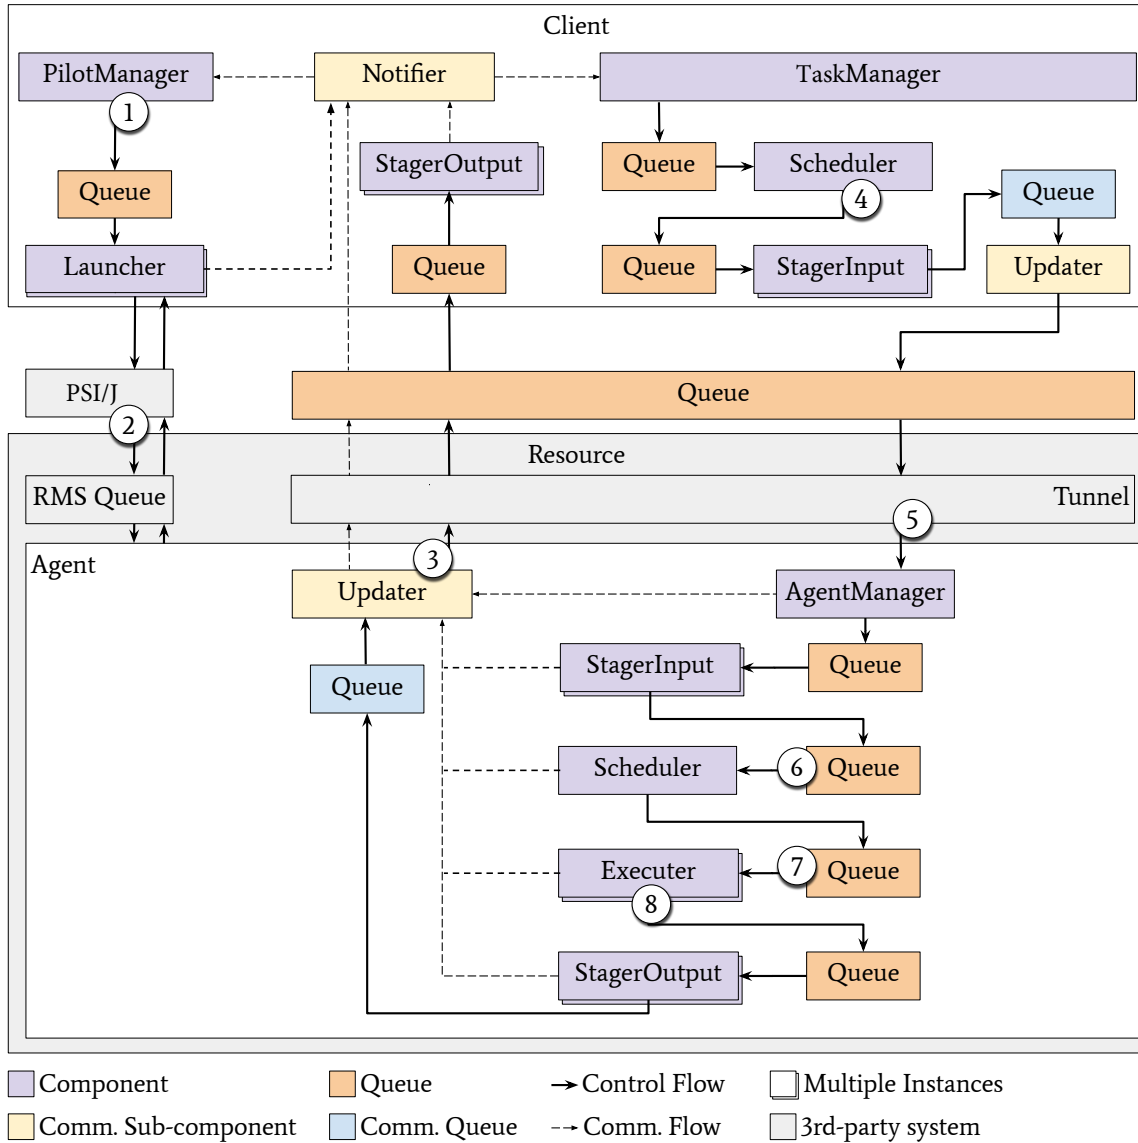 Client
PilotManager
Notifier
TaskManager
1
StagerOutput
Queue
Scheduler
Queue
Queue
4
Launcher
Queue
Queue
StagerInput
Updater
PSI/J
Queue
2
Resource
RMS Queue
Tunnel
5
Agent
3
Updater
AgentManager
StagerInput
Queue
Queue
Scheduler
6
Queue
Executer
7
Queue
8
StagerOutput
Queue
Component
Queue
Control Flow
Multiple Instances
Comm. Sub-component
Comm. Queue
Comm. Flow
3rd-party system